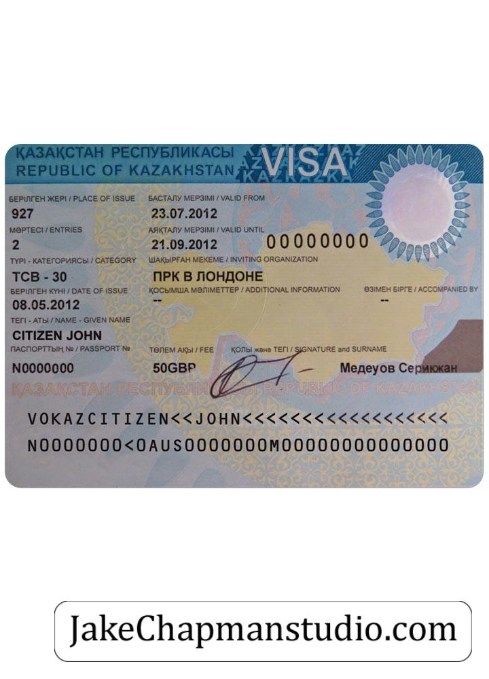 ҚАЗАҚСТАН РЕСПУБЛИКАСЫ
REPUBLIC OF KAZAKHSTAN
VISA
БЕРІЛГЕН ЖЕРІ / PLACE OF ISSUE БАСТАЛУ МЕРЗІМІ / VALID FROM
927 23.07.2012
МӘРТЕСІ / ENTRIES АЯҚТАЛУ МЕРЗІМІ / VALID UNTIL
2 21.09.2012 00000000
ТҮРІ - КАТЕГОРИЯСЫ / CATEGORY ШАҚЫРҒАН МЕКЕМЕ / INVITING ORGANIZATION
ТСВ - 30 ПРК В ЛОНДОНЕ
БЕРІЛГЕН КҮНІ / DATE OF ISSUE ҚОСЫМША МӘЛІМЕТТЕР / ADDITIONAL INFORMATION ӨЗІМЕН БІРГЕ / ACCOMPANIED BY
08.05.2012 -- --
ТЕГІ - АТЫ / NAME - GIVEN NAME
CITIZEN JOHN
ПАСПОРТТЫҢ № / PASSPORT № ТӨЛЕМ АҚЫ / FEE ҚОЛЫ және ТЕГІ / SIGNATURE and SURNAME
N0000000 50GBP Медеуов Серикжан
ҚАЗАҚСТАН РЕСПУБЛИКАСЫ REPUBLIC OF KAZAKHSTAN
VOKAZCITIZEN<<JOHN<<<<<<<<<<<<<<<<<<
N0000000<0AUS0000000M000000000000000
JakeChapmanstudio.com